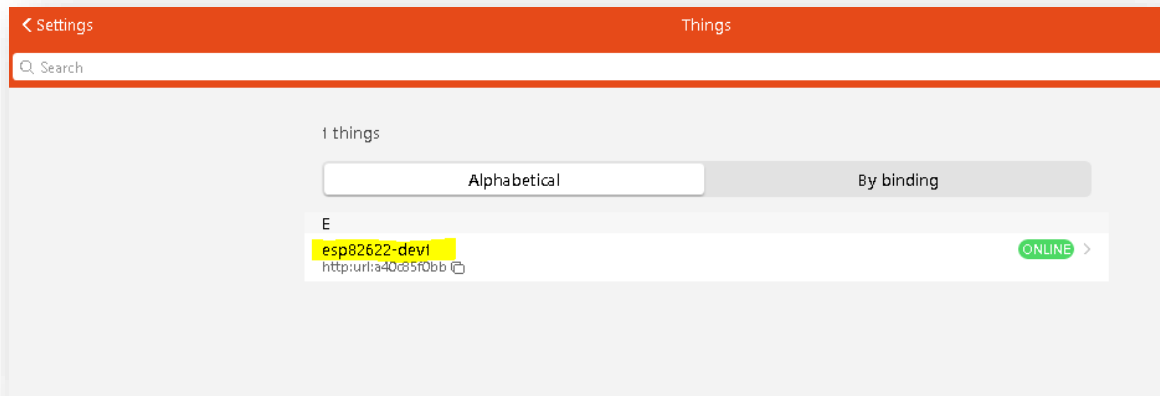 Settings
Things
Search
1 things
Alphabetical
By binding
E
esp82622-dev1
ONLINE
http:url:a40c85f0bb